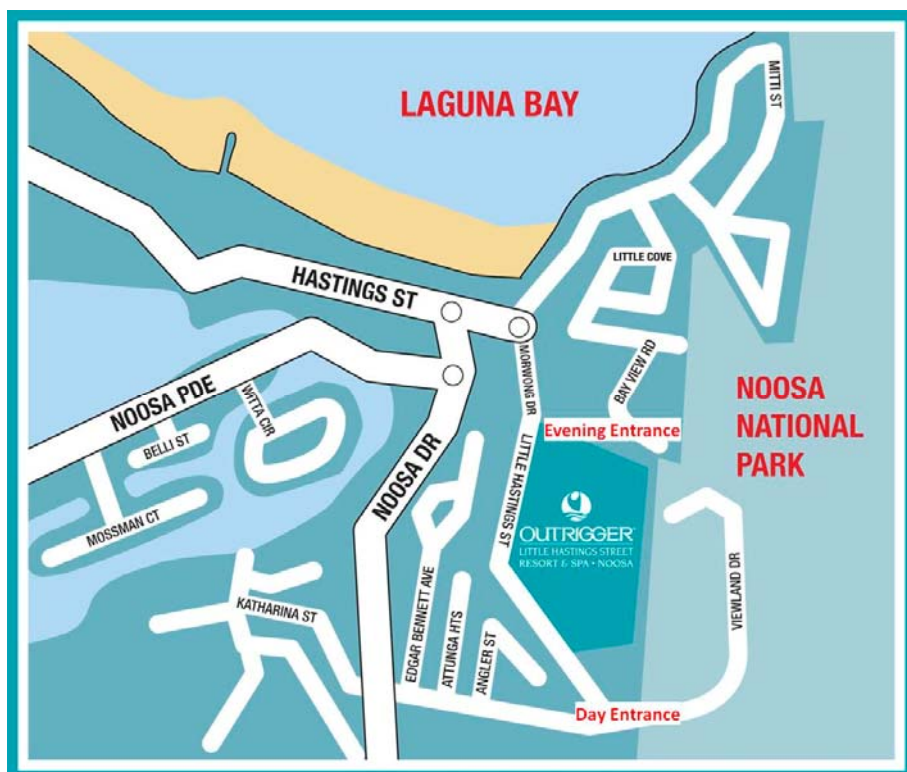 LAGUNA BAY
MITTI ST
LITTLE COVE
HASTINGS ST
MORWONG DR
BAY VIEW RD
NOOSA PDE
WITTA CIR
BELLI ST
MOSSMAN CT
NOOSA DR
Evening Entrance
NOOSA
NATIONAL
PARK
LITTLE HASTINGS ST
OUTRIGGER
LITTLE HASTINGS STREET
RESORT & SPA • NOOSA
VIEWLAND DR
KATHARINA ST
EDGAR BENNETT AVE
ATTUNGA HTS
ANGLER ST
Day Entrance